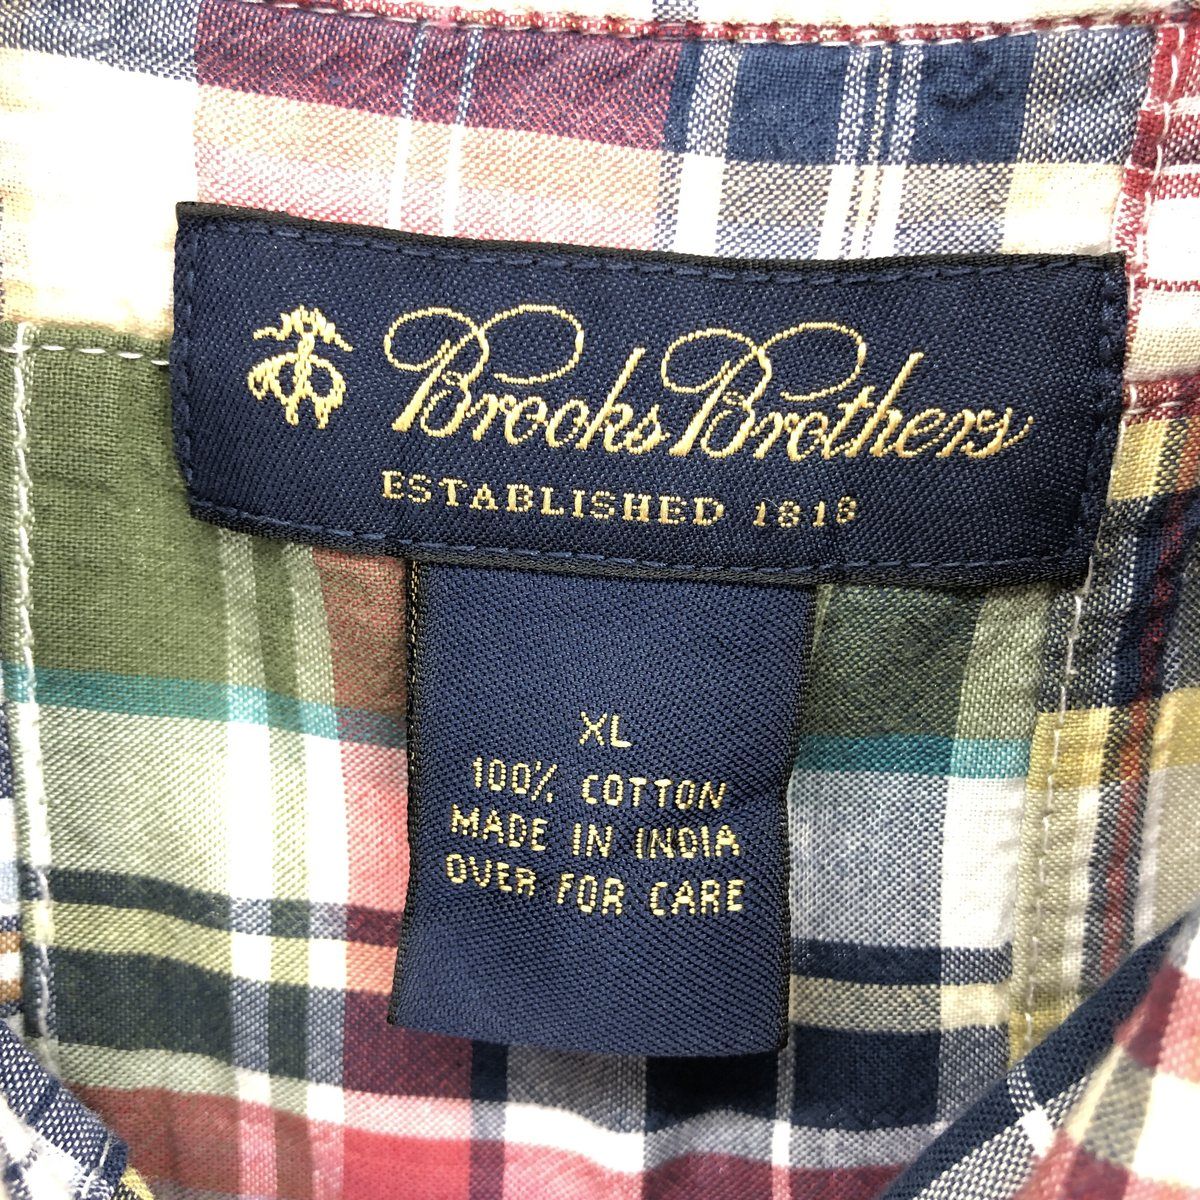 Brooks Brothers
ESTABLISHED 1818
XL
100% COTTON
MADE IN INDIA
OVER FOR CARE